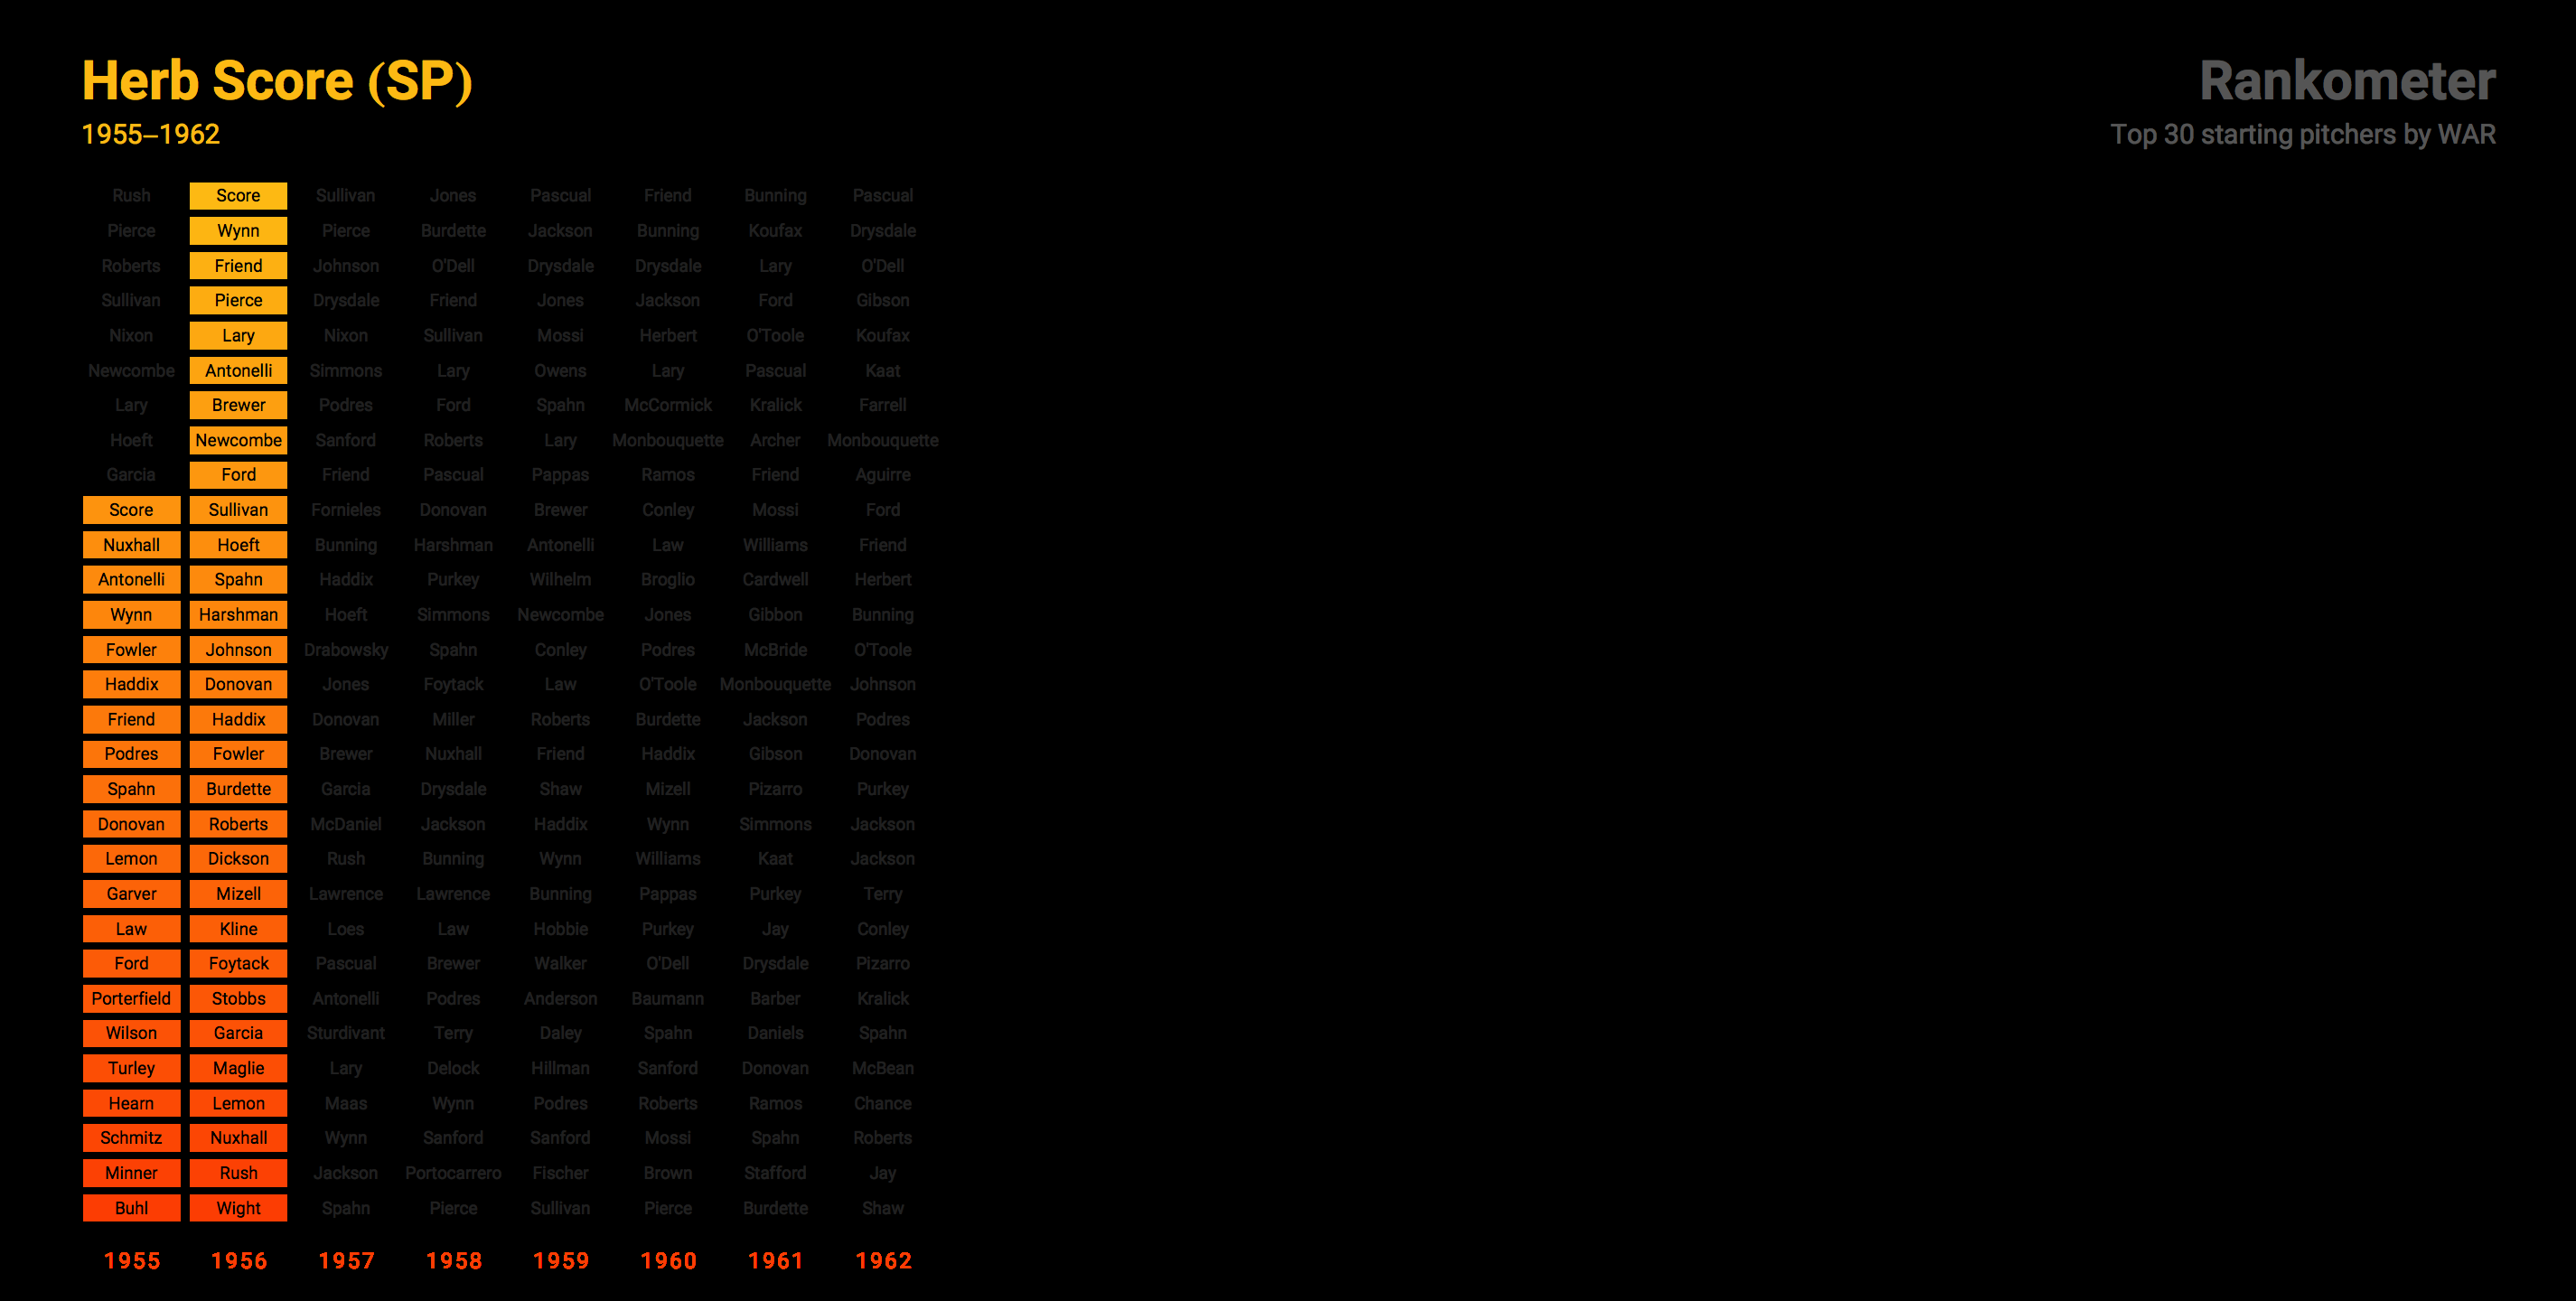 Herb Score (SP)
1955–1962
Rankometer
Top 30 starting pitchers by WAR
Rush Score Sullivan Jones Pascual Friend Bunning Pascual
Pierce Wynn Pierce Burdette Jackson Bunning Koufax Drysdale
Roberts Friend Johnson O'Dell Drysdale Drysdale Lary O'Dell
Sullivan Pierce Drysdale Friend Jones Jackson Ford Gibson
Nixon Lary Nixon Sullivan Mossi Herbert O'Toole Koufax
Newcombe Antonelli Simmons Lary Owens Lary Pascual Kaat
Lary Brewer Podres Ford Spahn McCormick Kralick Farrell
Hoeft Newcombe Sanford Roberts Lary Monbouquette Archer Monbouquette
Garcia Ford Friend Pascual Pappas Ramos Friend Aguirre
Score Sullivan Fornieles Donovan Brewer Conley Mossi Ford
Nuxhall Hoeft Bunning Harshman Antonelli Law Williams Friend
Antonelli Spahn Haddix Purkey Wilhelm Broglio Cardwell Herbert
Wynn Harshman Hoeft Simmons Newcombe Jones Gibbon Bunning
Fowler Johnson Drabowsky Spahn Conley Podres McBride O'Toole
Haddix Donovan Jones Foytack Law O'Toole Monbouquette Johnson
Friend Haddix Donovan Miller Roberts Burdette Jackson Podres
Podres Fowler Brewer Nuxhall Friend Haddix Gibson Donovan
Spahn Burdette Garcia Drysdale Shaw Mizell Pizarro Purkey
Donovan Roberts McDaniel Jackson Haddix Wynn Simmons Jackson
Lemon Dickson Rush Bunning Wynn Williams Kaat Jackson
Garver Mizell Lawrence Lawrence Bunning Pappas Purkey Terry
Law Kline Loes Law Hobbie Purkey Jay Conley
Ford Foytack Pascual Brewer Walker O'Dell Drysdale Pizarro
Porterfield Stobbs Antonelli Podres Anderson Baumann Barber Kralick
Wilson Garcia Sturdivant Terry Daley Spahn Daniels Spahn
Turley Maglie Lary Delock Hillman Sanford Donovan McBean
Hearn Lemon Maas Wynn Podres Roberts Ramos Chance
Schmitz Nuxhall Wynn Sanford Sanford Mossi Spahn Roberts
Minner Rush Jackson Portocarrero Fischer Brown Stafford Jay
Buhl Wight Spahn Pierce Sullivan Pierce Burdette Shaw
1955 1956 1957 1958 1959 1960 1961 1962